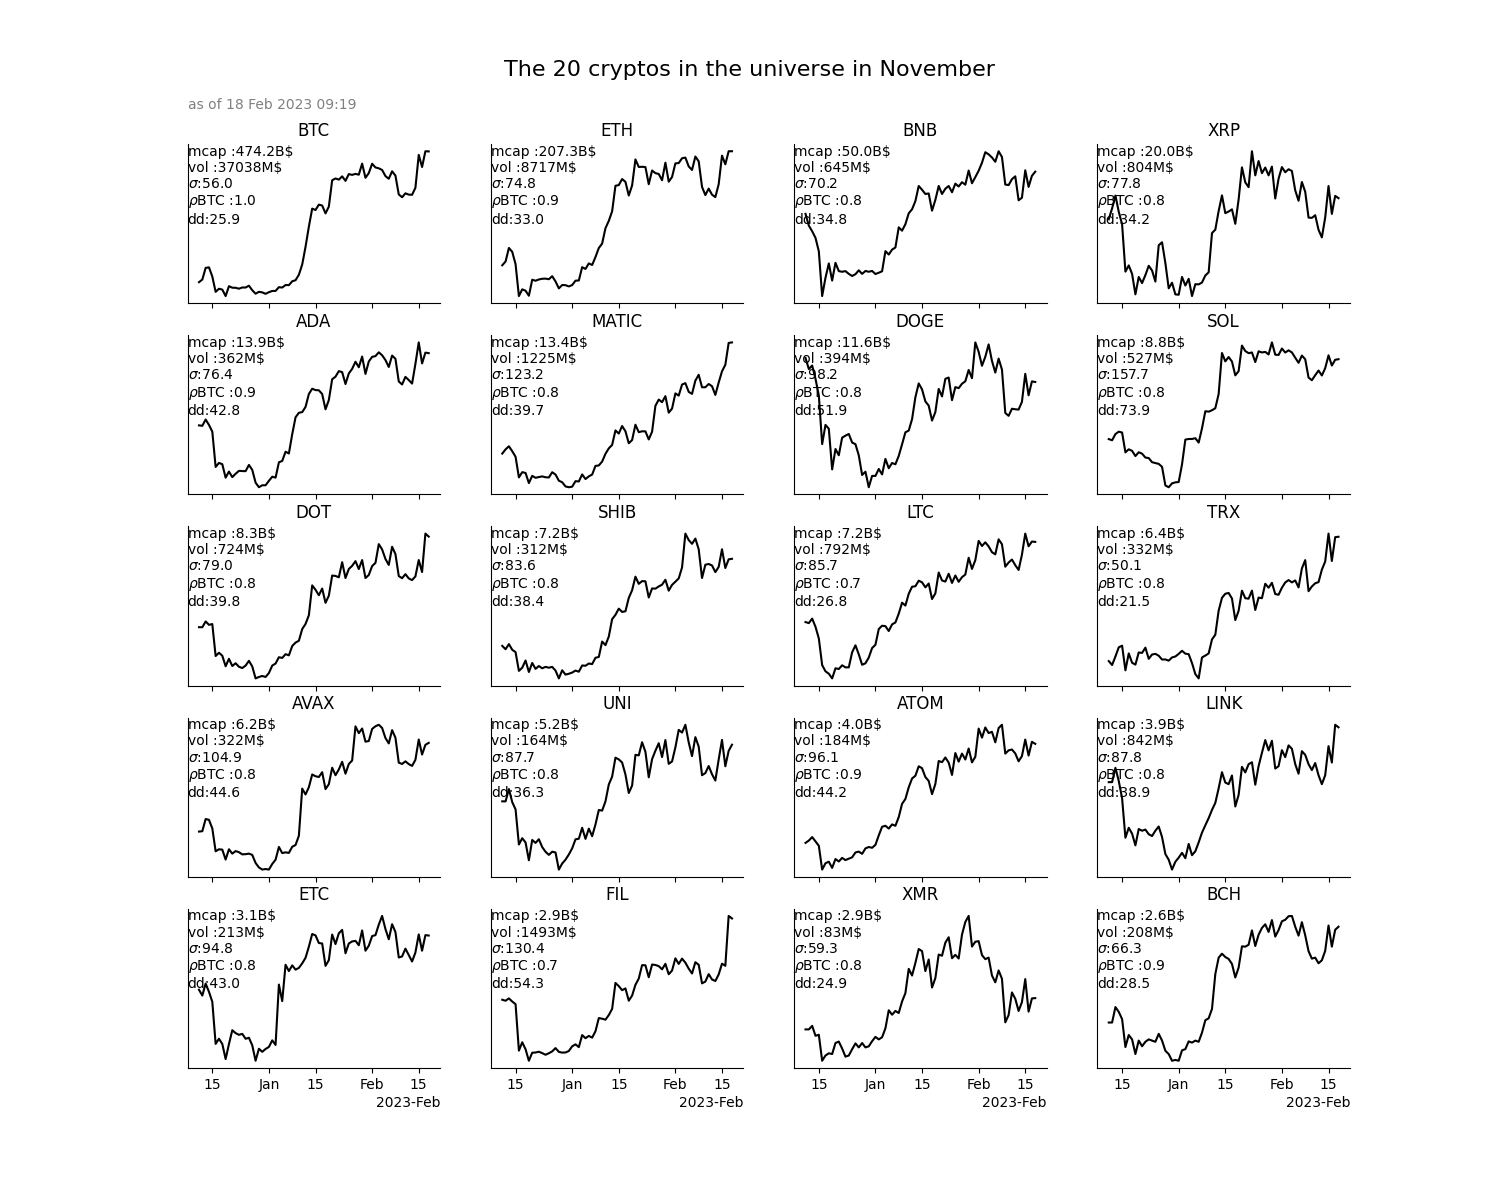 The 20 cryptos in the universe in November
as of 18 Feb 2023 09:19
BTC
mcap :474.2B$
vol :37038M$
σ:56.0
ρBTC :1.0
dd:25.9
ETH
mcap :207.3B$
vol :8717M$
σ:74.8
ρBTC :0.9
dd:33.0
BNB
mcap :50.0B$
vol :645M$
σ:70.2
ρBTC :0.8
dd:34.8
XRP
mcap :20.0B$
vol :804M$
σ:77.8
ρBTC :0.8
dd:34.2
ADA
mcap :13.9B$
vol :362M$
σ:76.4
ρBTC :0.9
dd:42.8
MATIC
mcap :13.4B$
vol :1225M$
σ:123.2
ρBTC :0.8
dd:39.7
DOGE
mcap :11.6B$
vol :394M$
σ:98.2
ρBTC :0.8
dd:51.9
SOL
mcap :8.8B$
vol :527M$
σ:157.7
ρBTC :0.8
dd:73.9
DOT
mcap :8.3B$
vol :724M$
σ:79.0
ρBTC :0.8
dd:39.8
SHIB
mcap :7.2B$
vol :312M$
σ:83.6
ρBTC :0.8
dd:38.4
LTC
mcap :7.2B$
vol :792M$
σ:85.7
ρBTC :0.7
dd:26.8
TRX
mcap :6.4B$
vol :332M$
σ:50.1
ρBTC :0.8
dd:21.5
AVAX
mcap :6.2B$
vol :322M$
σ:104.9
ρBTC :0.8
dd:44.6
UNI
mcap :5.2B$
vol :164M$
σ:87.7
ρBTC :0.8
dd:36.3
ATOM
mcap :4.0B$
vol :184M$
σ:96.1
ρBTC :0.9
dd:44.2
LINK
mcap :3.9B$
vol :842M$
σ:87.8
ρBTC :0.8
dd:38.9
ETC
mcap :3.1B$
vol :213M$
σ:94.8
ρBTC :0.8
dd:43.0
FIL
mcap :2.9B$
vol :1493M$
σ:130.4
ρBTC :0.7
dd:54.3
XMR
mcap :2.9B$
vol :83M$
σ:59.3
ρBTC :0.8
dd:24.9
BCH
mcap :2.6B$
vol :208M$
σ:66.3
ρBTC :0.9
dd:28.5
15 Jan 15 Feb 15
2023-Feb
15 Jan 15 Feb 15
2023-Feb
15 Jan 15 Feb 15
2023-Feb
15 Jan 15 Feb 15
2023-Feb